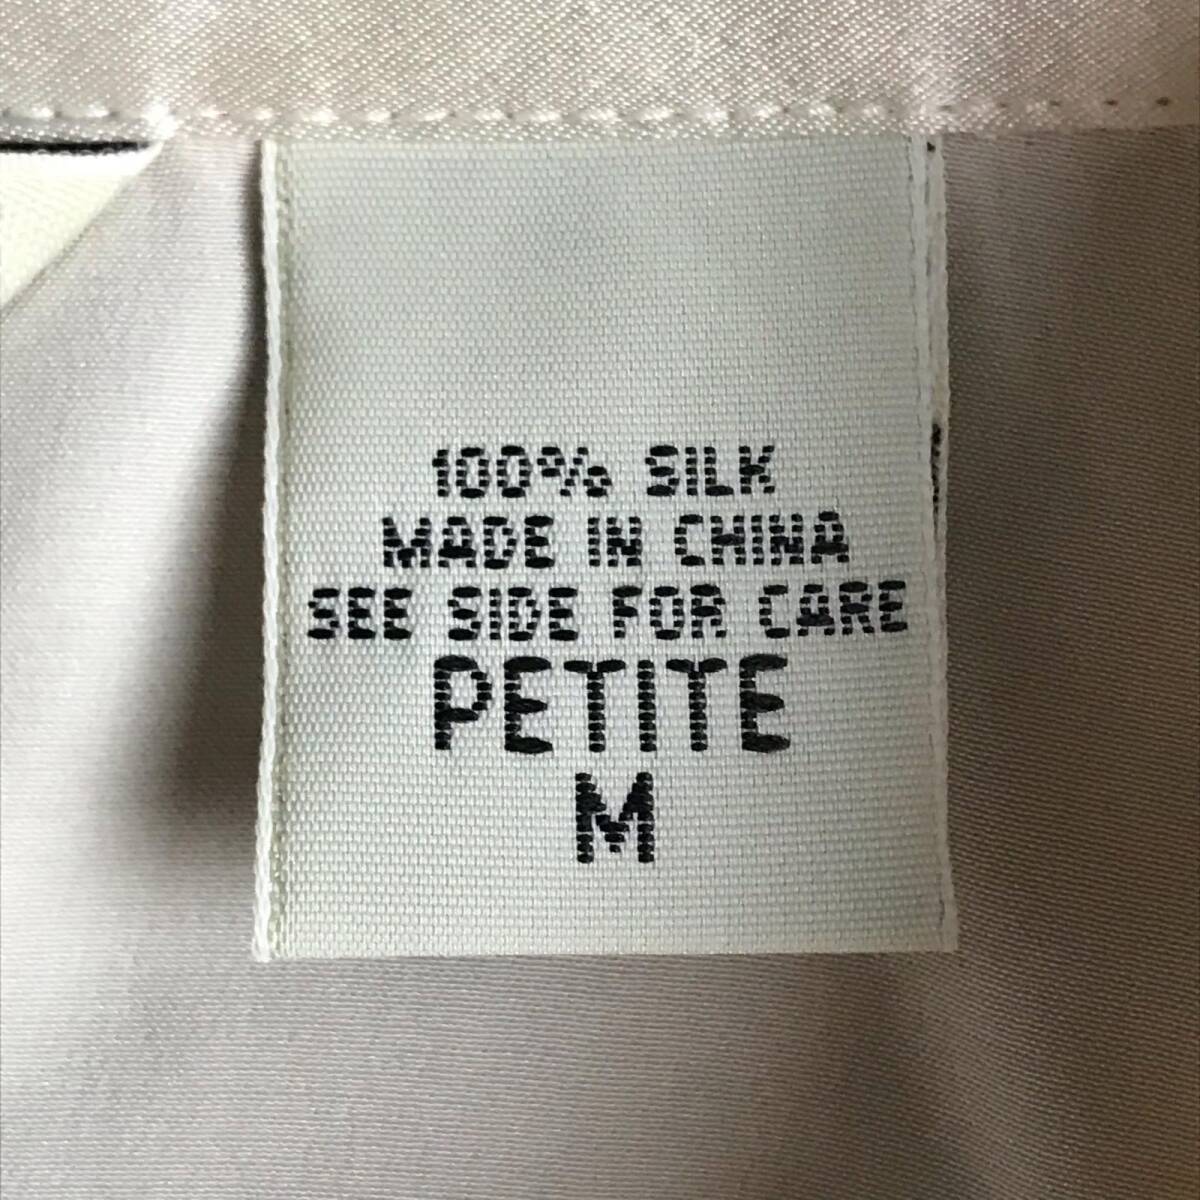 100% SILK
MADE IN CHINA
SEE SIDE FOR CARE
PETITE
M